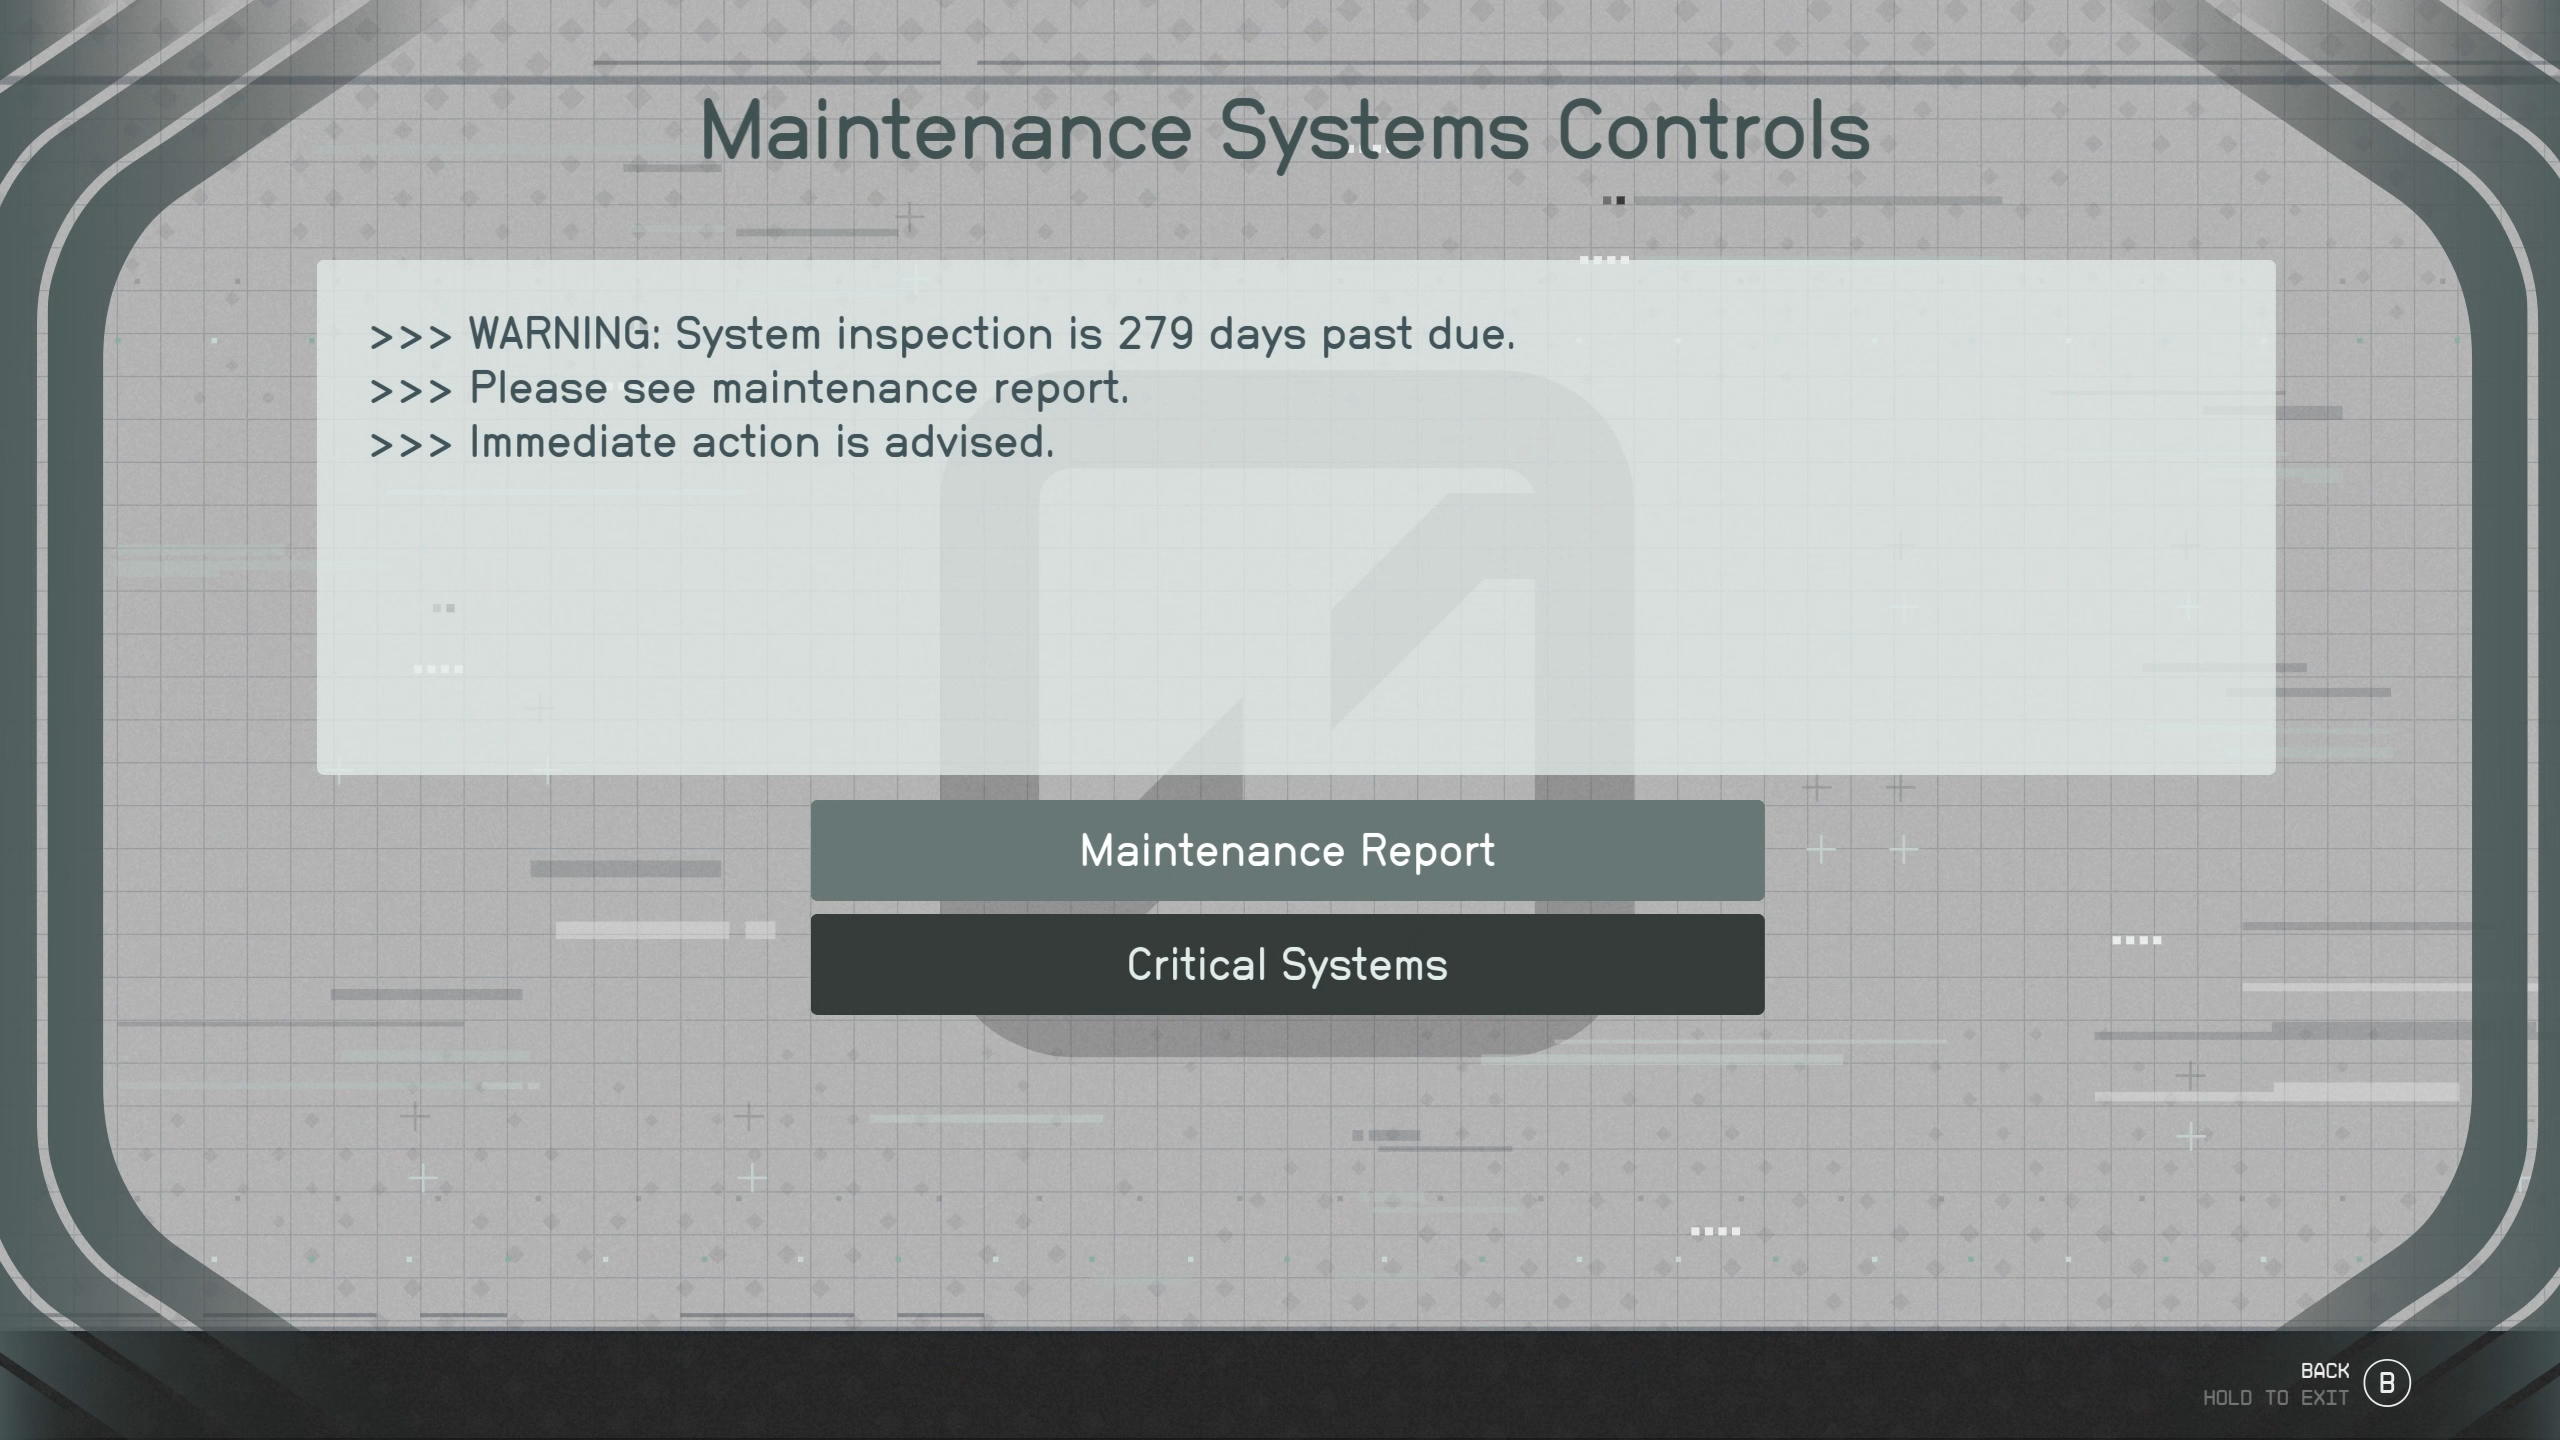 Maintenance Systems Controls
>>> WARNING: System inspection is 279 days past due.
>>> Please see maintenance report.
>>> Immediate action is advised.
Maintenance Report
Critical Systems
BACK
HOLD TO EXIT
B